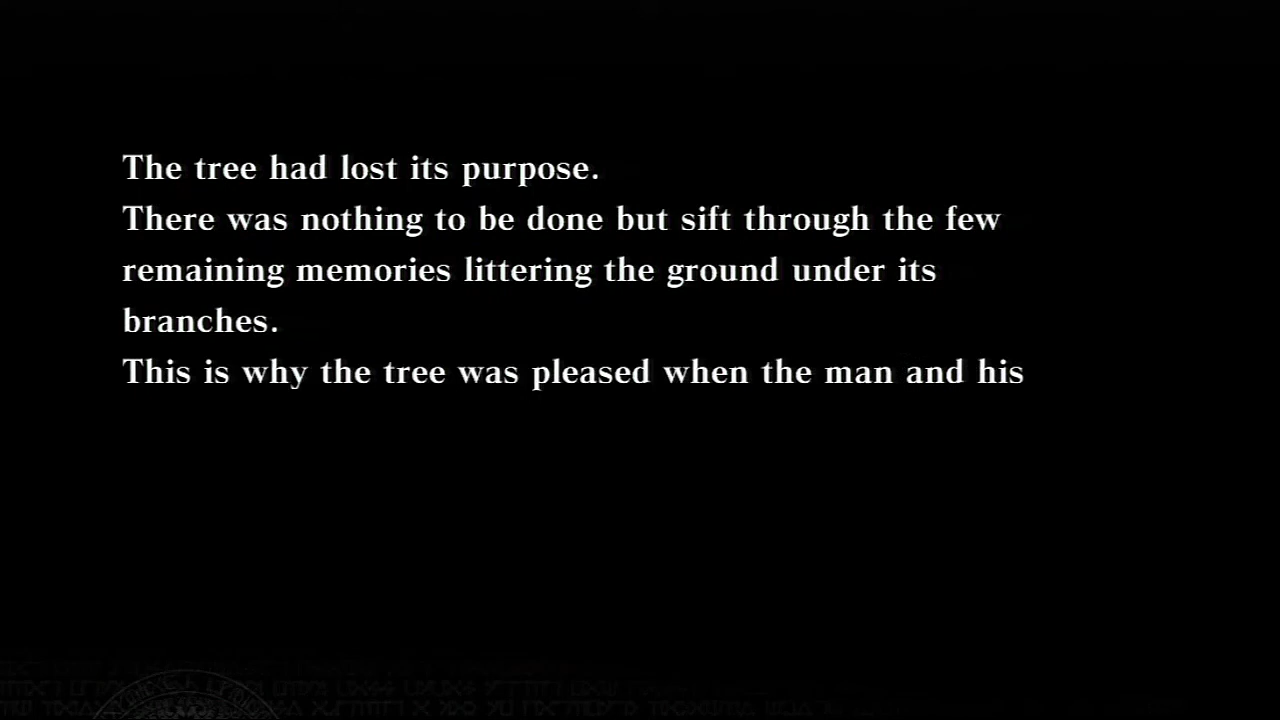 The tree had lost its purpose.
There was nothing to be done but sift through the few
remaining memories littering the ground under its
branches.
This is why the tree was pleased when the man and his